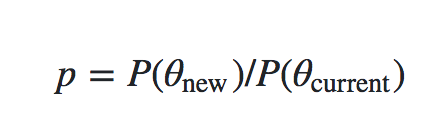 p = P(θ_new)/P(θ_current)